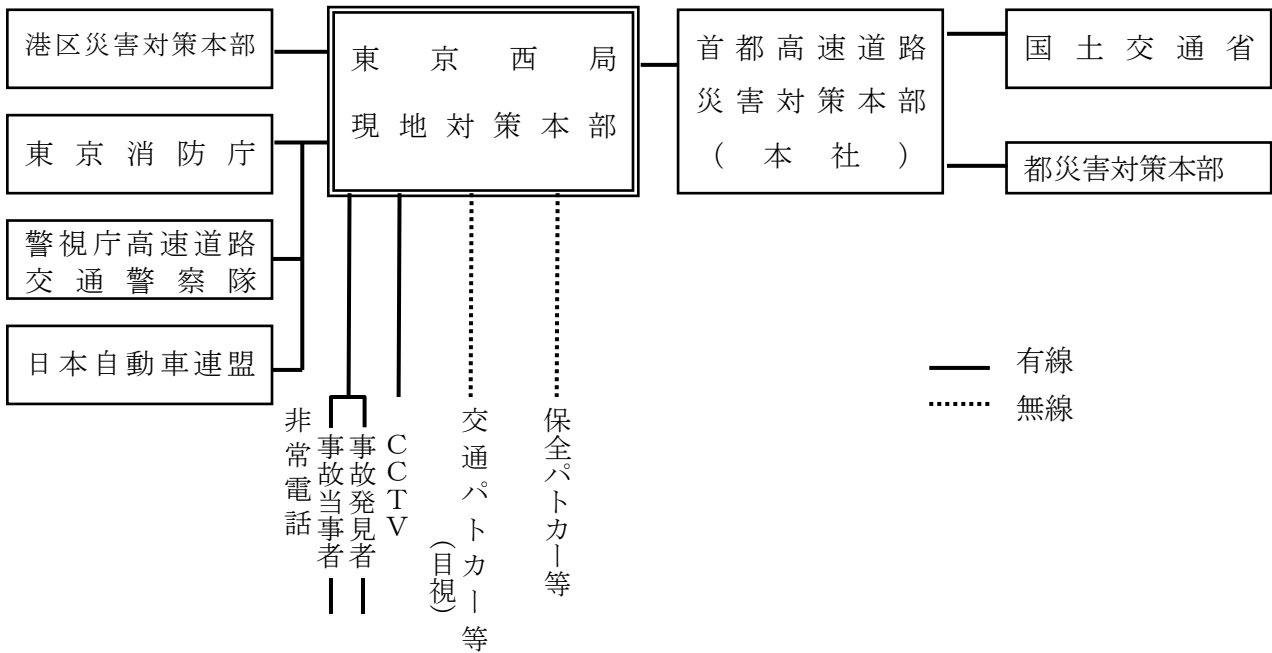 港区災害対策本部
東京消防庁
警視庁高速道路
交通警察隊
日本自動車連盟
東京西局
現地対策本部
首都高速道路
災害対策本部
(本社)
国土交通省
都災害対策本部
有線
無線
非常電話
事故当事者
事故発見者
CCTV
交通パトカー等
(目視)
保全パトカー等